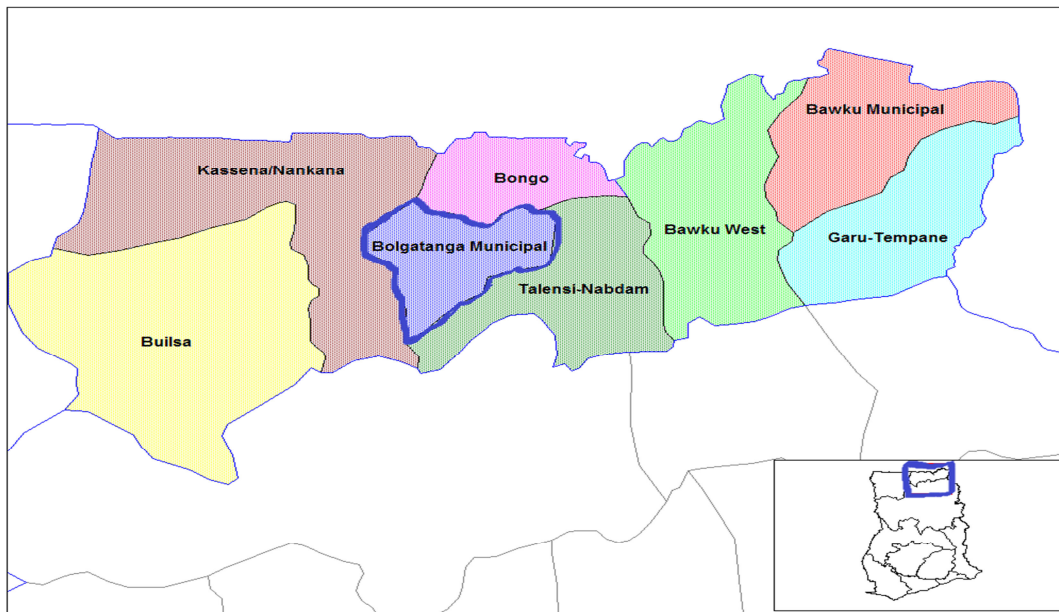 Bawku Municipal
Kassena/Nankana
Bongo
Bawku West
Garu-Tempane
Bolgatanga Municipal
Talensi-Nabdam
Builsa